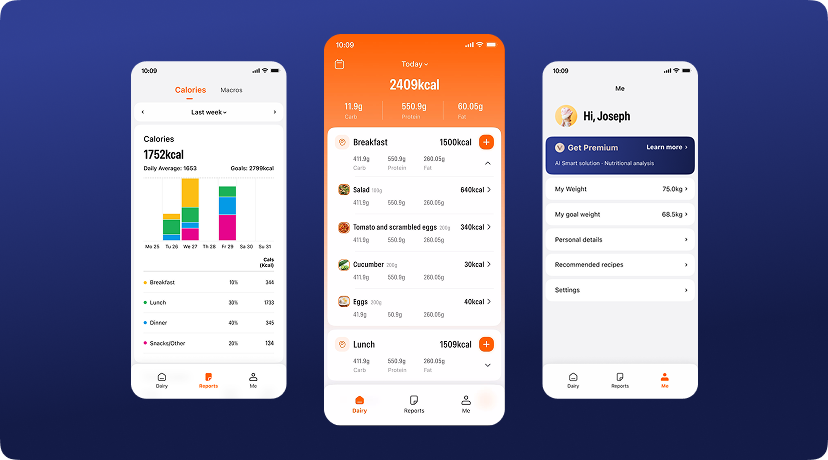 10:09
Calories
Macros
Last week
Calories
1752kcal
Daily Average: 1653
Goals: 2799kcal
Mo 25 Tu 26 We 27 Th 28 Fri 29 Sa 30 Su 31
Cals
(Kcal)
Breakfast 10% 344
Lunch 30% 1733
Dinner 40% 345
Snacks/Other 20% 134
Dairy Reports Me
10:09
Today
2409kcal
11.9g 550.9g 60.05g
Carb Protein Fat
Breakfast 1500kcal
411.9g 550.9g 260.05g
Carb Protein Fat
Salad 100g 640kcal
411.9g 550.9g 260.05g
Tomato and scrambled eggs 200g 340kcal
411.9g 550.9g 260.05g
Cucumber 200g 30kcal
411.9g 550.9g 260.05g
Eggs 200g 40kcal
41.9g 50.9g 260.05g
Lunch 1509kcal
411.9g 550.9g 260.05g
Carb Protein Fat
Dairy Reports Me
10:09
Me
Hi, Joseph
Get Premium Learn more
AI Smart solution · Nutritional analysis
My Weight 75.0kg
My goal weight 68.5kg
Personal details
Recommended recipes
Settings
Dairy Reports Me